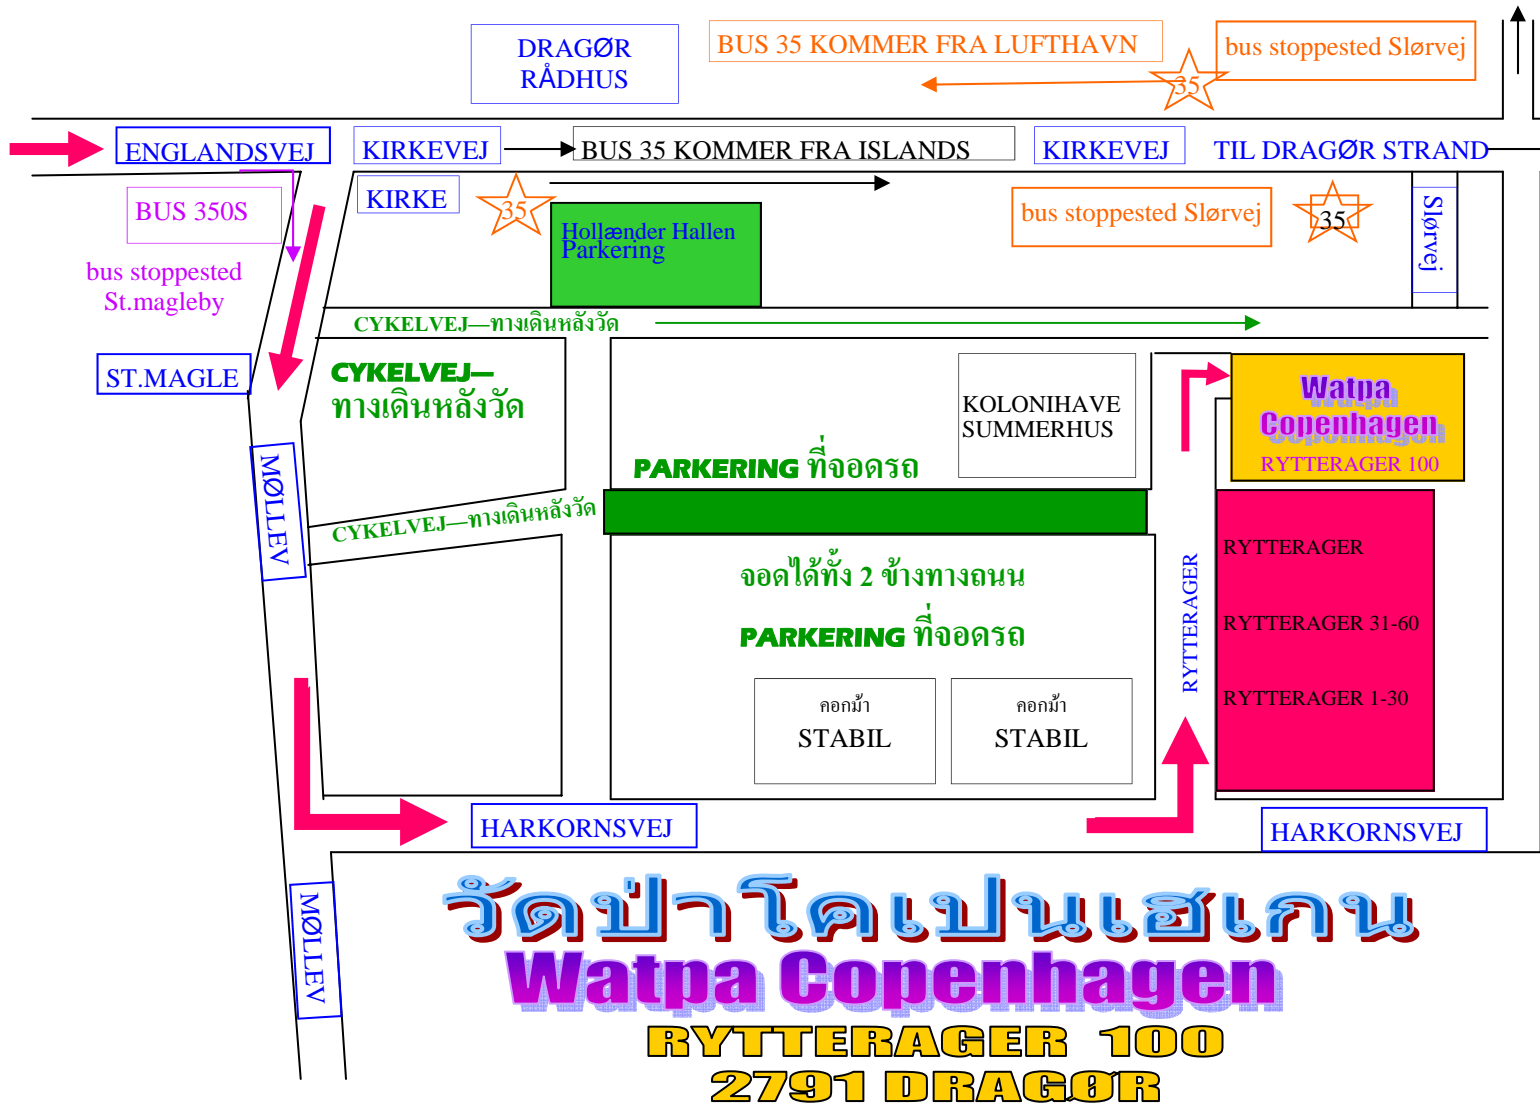 DRAGØR
RÅDHUS
BUS 35 KOMMER FRA LUFTHAVN
35
bus stoppested Slørvej
ENGLANDSVEJ
KIRKEVEJ
BUS 35 KOMMER FRA ISLANDS
KIRKEVEJ
TIL DRAGØR STRAND
BUS 350S
KIRKE
35
Hollænder Hallen
Parkering
bus stoppested Slørvej
35
Slørvej
bus stoppested
St.magleby
CYKELVEJ—ทางเดินหลังวัด
ST.MAGLE
CYKELVEJ—
ทางเดินหลังวัด
KOLONIHAVE
SUMMERHUS
Watpa
Copenhagen
RYTTERAGER 100
MØLLEV
PARKERING ที่จอดรถ
CYKELVEJ—ทางเดินหลังวัด
จอดได้ทั้ง 2 ข้างทางถนน
PARKERING ที่จอดรถ
RYTTERAGER
RYTTERAGER
RYTTERAGER 31-60
RYTTERAGER 1-30
คอกม้า
STABIL
คอกม้า
STABIL
HARKORNSVEJ
HARKORNSVEJ
MØLLEV
วัดป่าโคเปนเฮเกน
Watpa Copenhagen
RYTTERAGER 100
2791 DRAGØR